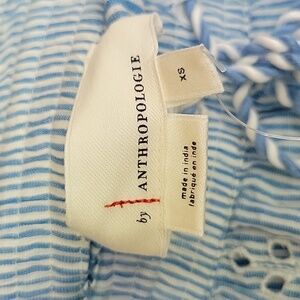 by ANTHROPOLOGIE
XS
made in india
fabriqué en inde